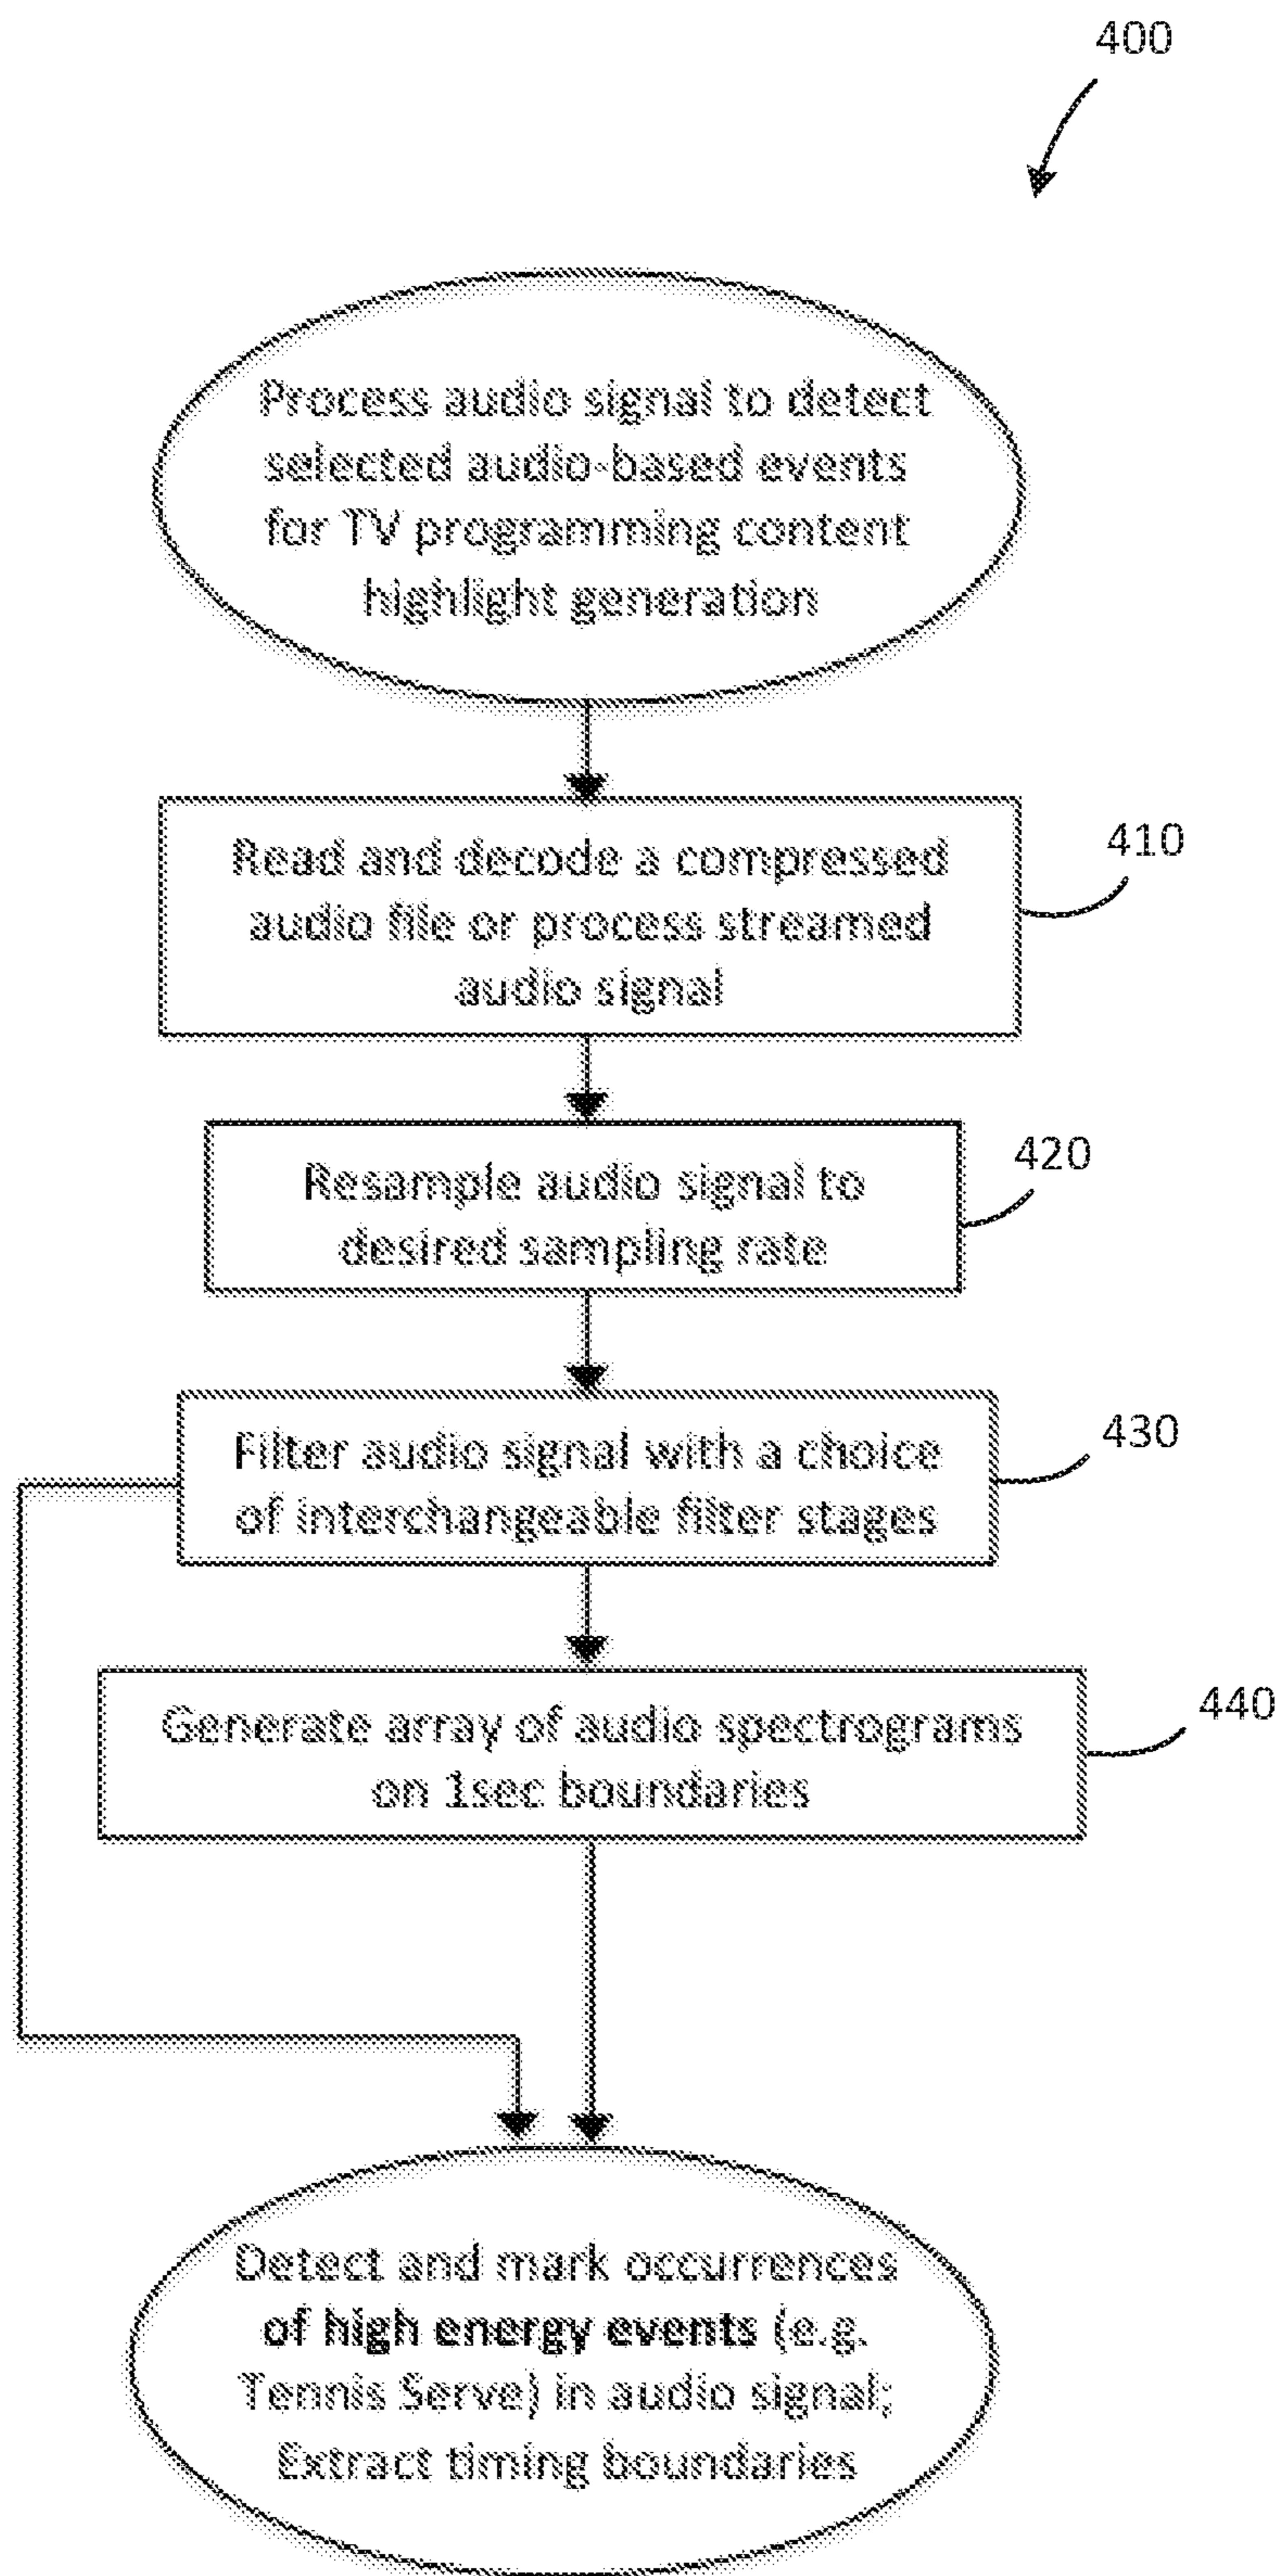 400
Process audio signal to detect
selected audio-based events
for TV programming content
highlight generation
Read and decode a compressed
audio file or process streamed
audio signal
410
Resample audio signal to
desired sampling rate
420
Filter audio signal with a choice
of interchangeable filter stages
430
Generate array of audio spectrograms
on 1sec boundaries
440
Detect and mark occurrences
of high energy events (e.g.
Tennis Serve) in audio signal;
Extract timing boundaries